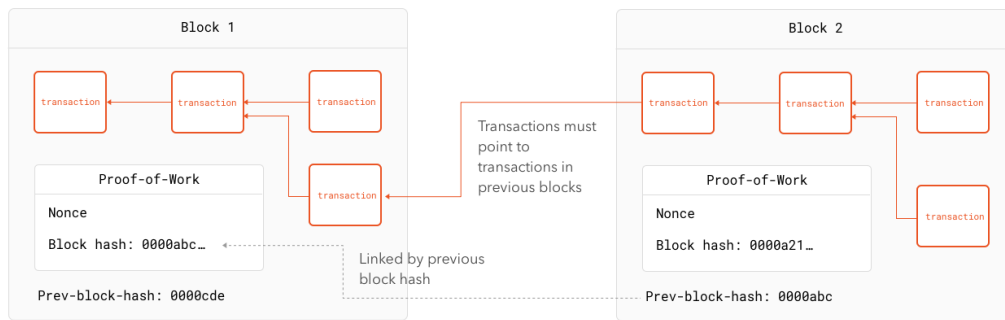 Block 1
transaction
transaction
transaction
transaction
Proof-of-Work
Nonce
Block hash: 0000abc…
Prev-block-hash: 0000cde
Transactions must
point to
transactions in
previous blocks
Linked by previous
block hash
Block 2
transaction
transaction
transaction
transaction
Proof-of-Work
Nonce
Block hash: 0000a21…
Prev-block-hash: 0000abc